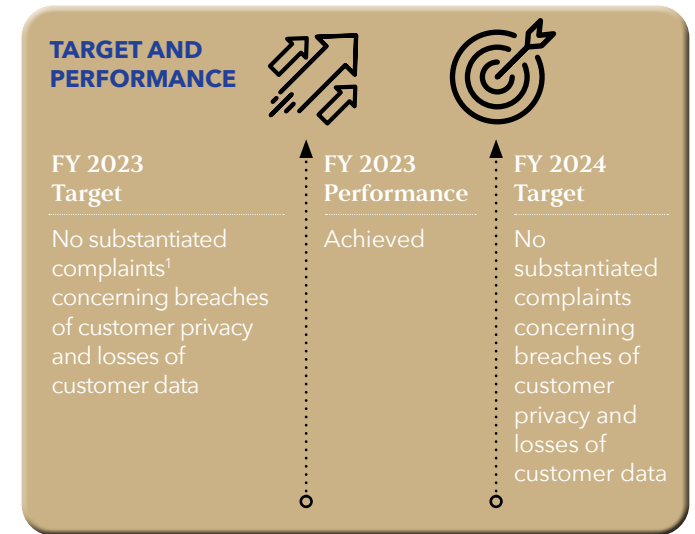 TARGET AND
PERFORMANCE
FY 2023
Target
No substantiated
complaints¹
concerning breaches
of customer privacy
and losses of
customer data
FY 2023
Performance
Achieved
FY 2024
Target
No
substantiated
complaints
concerning
breaches of
customer
privacy and
losses of
customer data